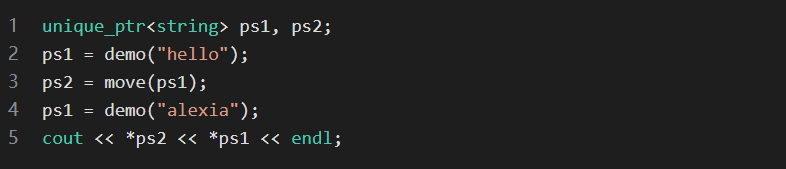 1 unique_ptr<string> ps1, ps2;
2 ps1 = demo("hello");
3 ps2 = move(ps1);
4 ps1 = demo("alexia");
5 cout << *ps2 << *ps1 << endl;